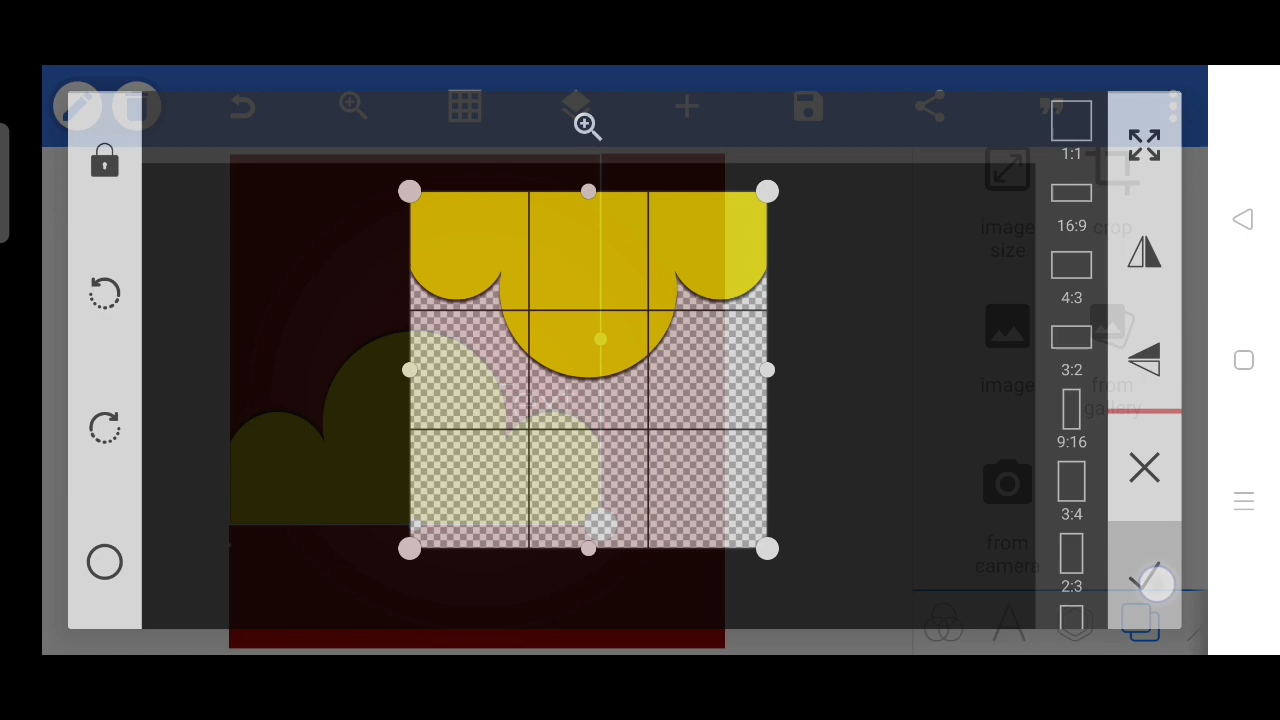 1:1
image
size
crop
16:9
4:3
3:2
image
from
gallery
9:16
3:4
from
camera
2:3